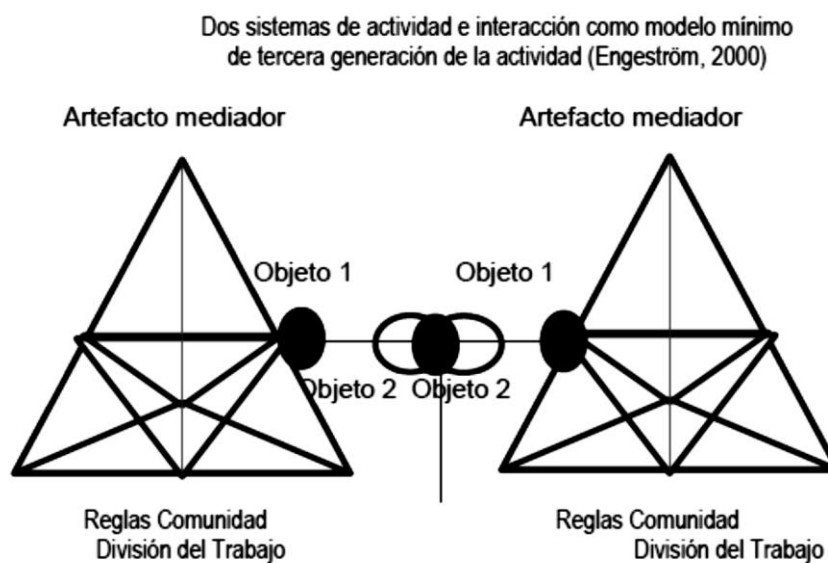 Dos sistemas de actividad e interacción como modelo mínimo
de tercera generación de la actividad (Engeström, 2000)
Artefacto mediador
Artefacto mediador
Objeto 1
Objeto 1
Objeto 2
Objeto 2
Reglas Comunidad
División del Trabajo
Reglas Comunidad
División del Trabajo